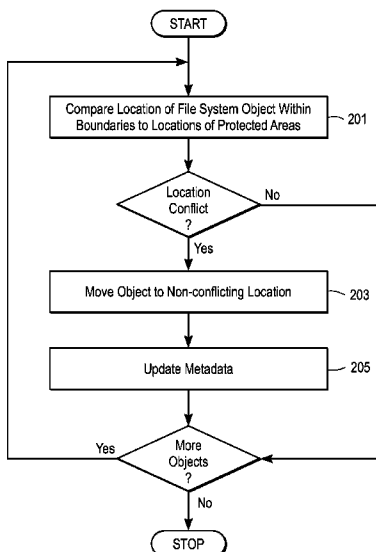 START
Compare Location of File System Object Within
Boundaries to Locations of Protected Areas
201
Location
Conflict
?
No
Yes
Move Object to Non-conflicting Location
203
Update Metadata
205
Yes
More
Objects
?
No
STOP